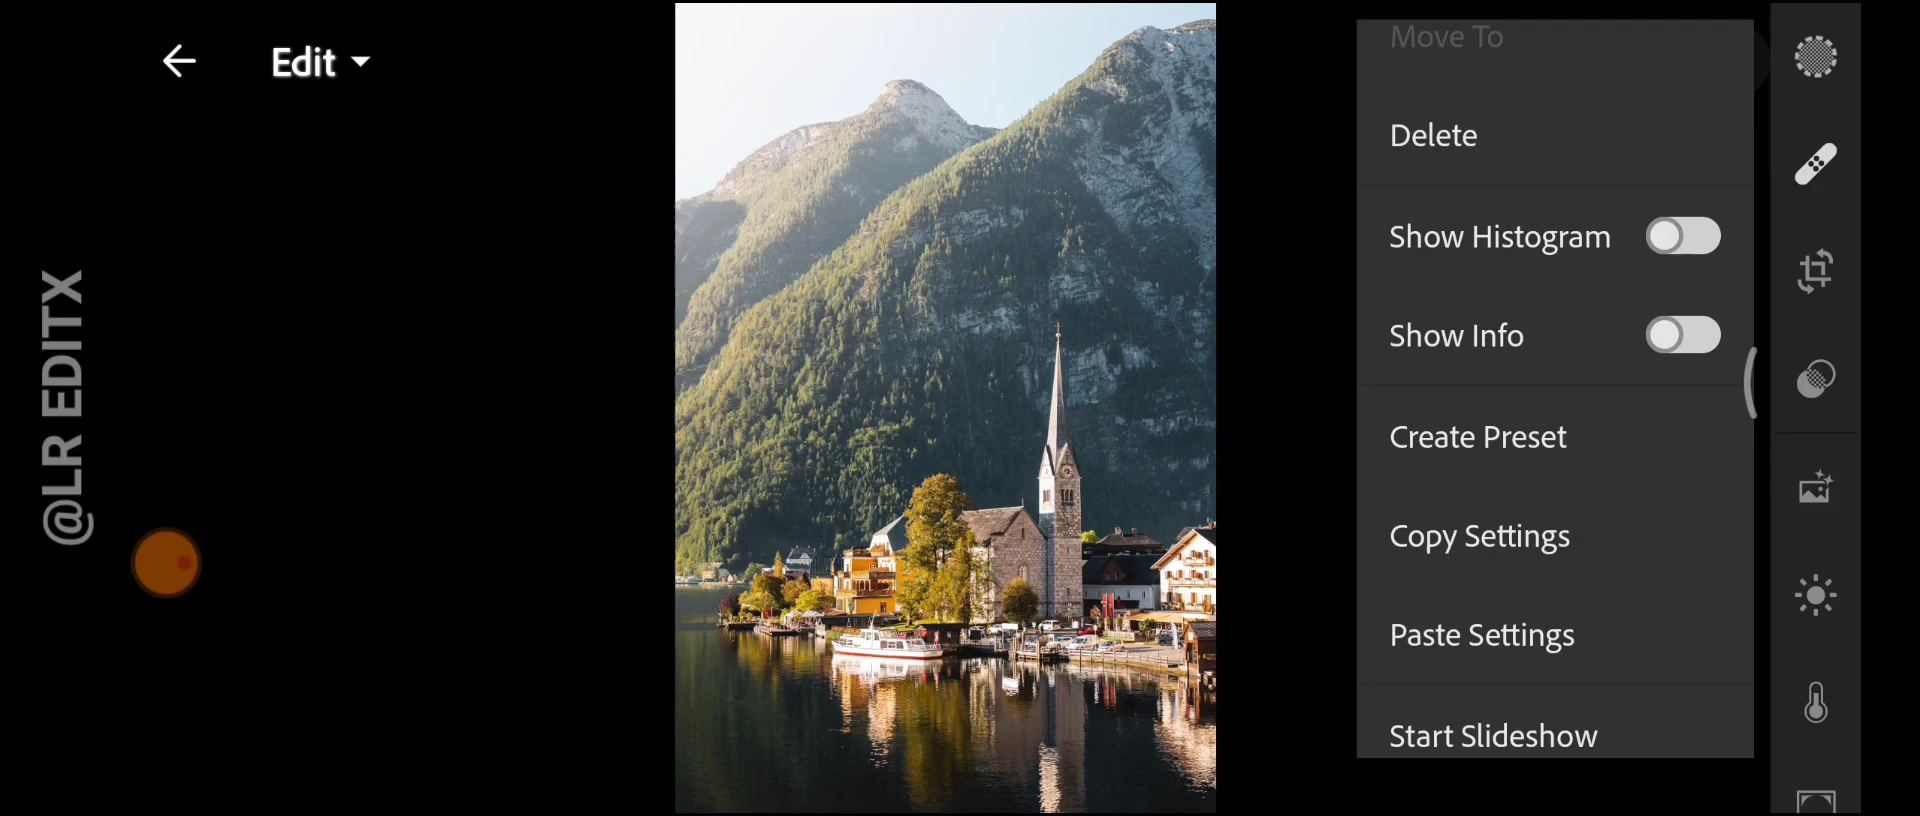 Edit
@LR EDITX
Move To
Delete
Show Histogram
Show Info
Create Preset
Copy Settings
Paste Settings
Start Slideshow